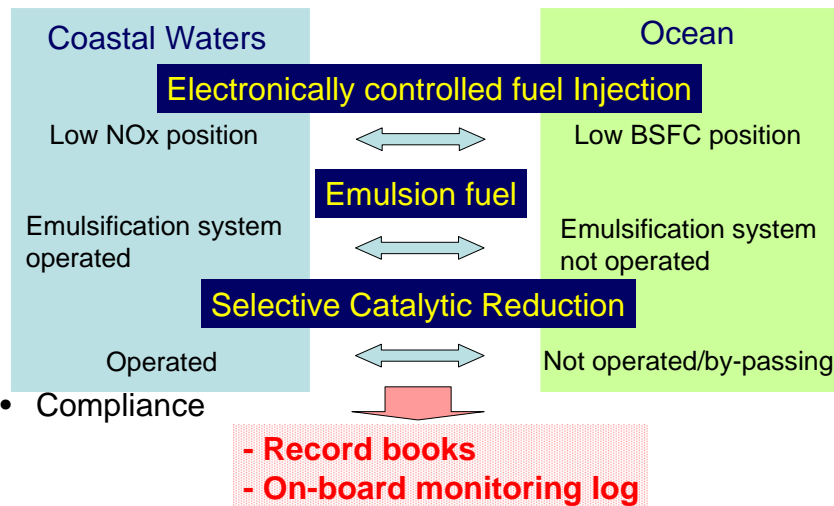 Coastal Waters
Ocean
Electronically controlled fuel Injection
Low NOx position
Low BSFC position
Emulsion fuel
Emulsification system
operated
Emulsification system
not operated
Selective Catalytic Reduction
Operated
Not operated/by-passing
• Compliance
- Record books
- On-board monitoring log